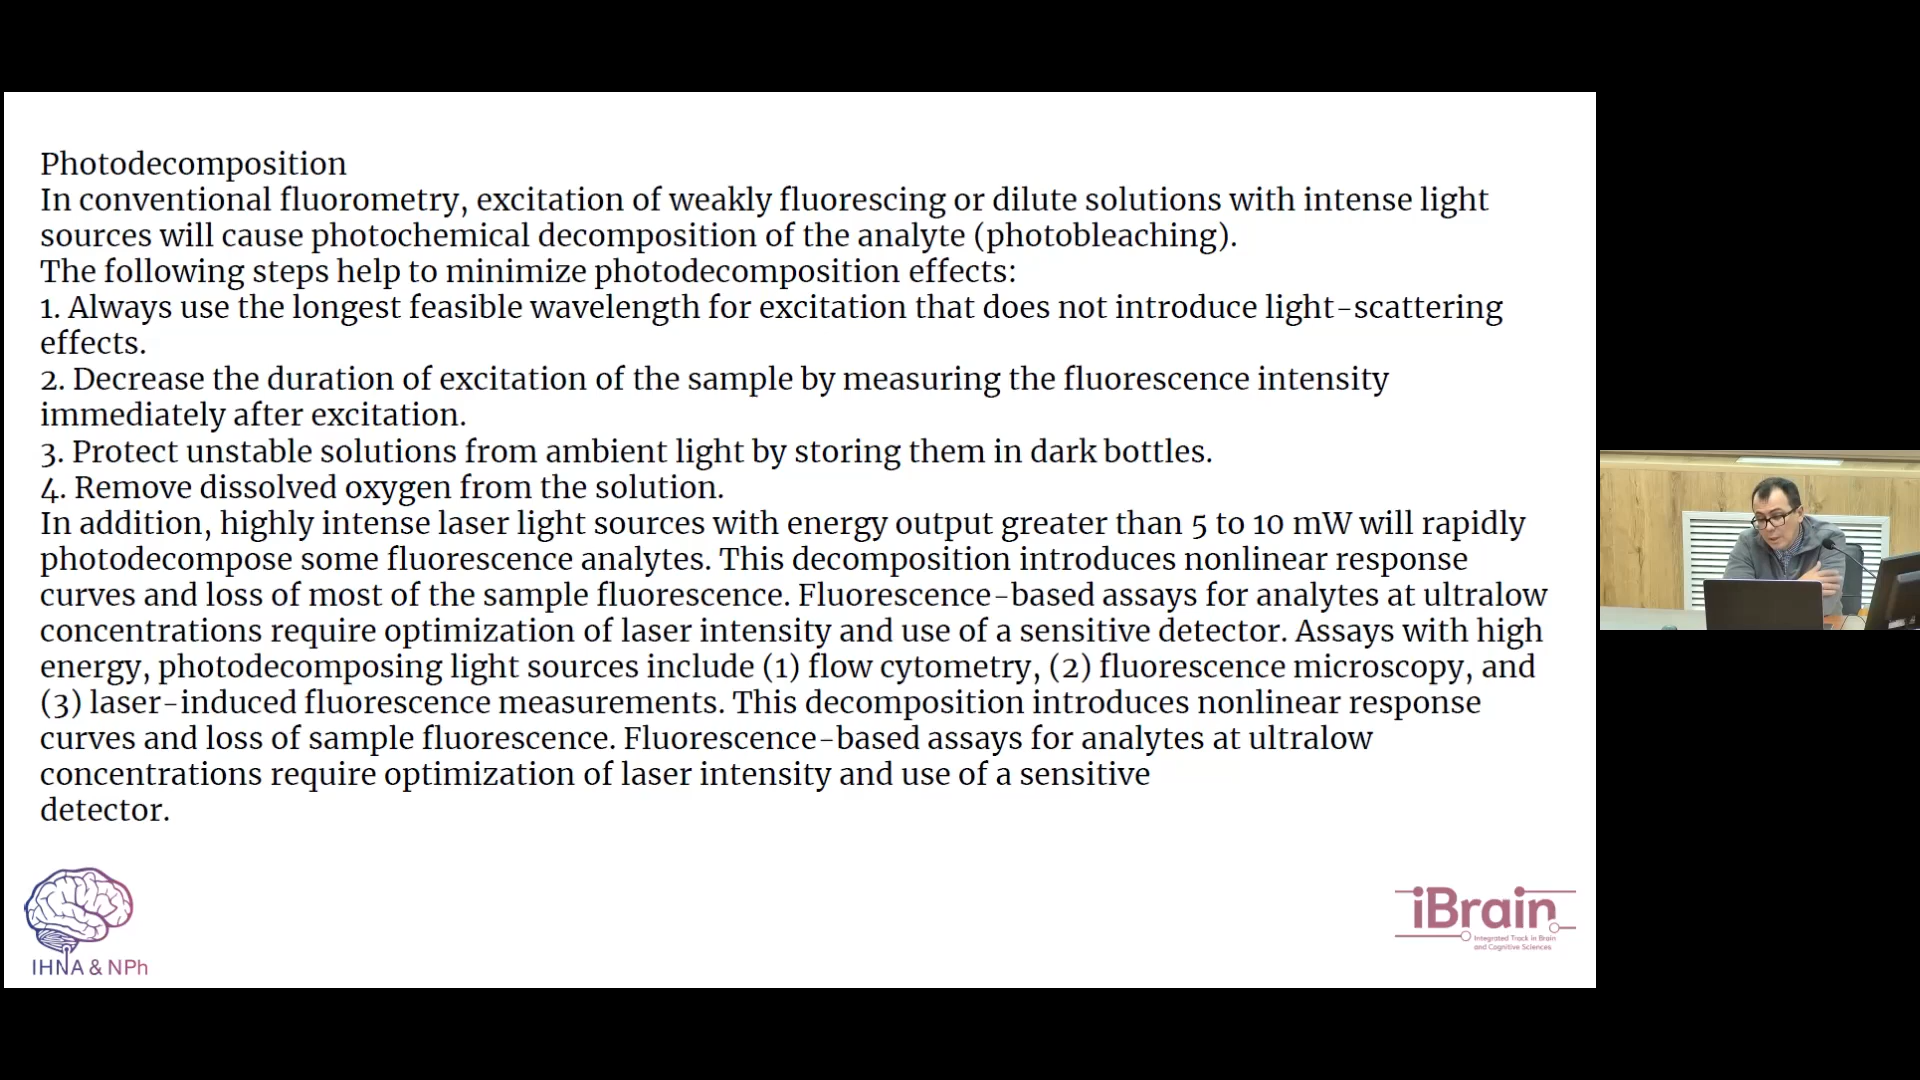 Photodecomposition
In conventional fluorometry, excitation of weakly fluorescing or dilute solutions with intense light
sources will cause photochemical decomposition of the analyte (photobleaching).
The following steps help to minimize photodecomposition effects:
1. Always use the longest feasible wavelength for excitation that does not introduce light-scattering
effects.
2. Decrease the duration of excitation of the sample by measuring the fluorescence intensity
immediately after excitation.
3. Protect unstable solutions from ambient light by storing them in dark bottles.
4. Remove dissolved oxygen from the solution.
In addition, highly intense laser light sources with energy output greater than 5 to 10 mW will rapidly
photodecompose some fluorescence analytes. This decomposition introduces nonlinear response
curves and loss of most of the sample fluorescence. Fluorescence-based assays for analytes at ultralow
concentrations require optimization of laser intensity and use of a sensitive detector. Assays with high
energy, photodecomposing light sources include (1) flow cytometry, (2) fluorescence microscopy, and
(3) laser-induced fluorescence measurements. This decomposition introduces nonlinear response
curves and loss of sample fluorescence. Fluorescence-based assays for analytes at ultralow
concentrations require optimization of laser intensity and use of a sensitive
detector.
IHNA & NPh
iBrain
Integrated Track in Brain
and Cognitive Sciences